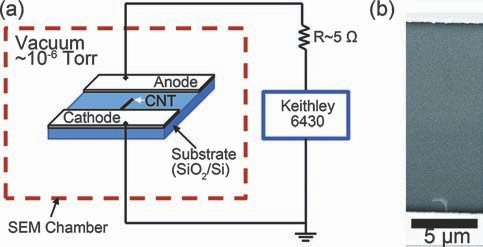 (a)
Vacuum
~10-6 Torr
Anode
CNT
Cathode
Substrate
(SiO2/Si)
SEM Chamber
R~5 Ω
Keithley
6430
(b)
5 µm